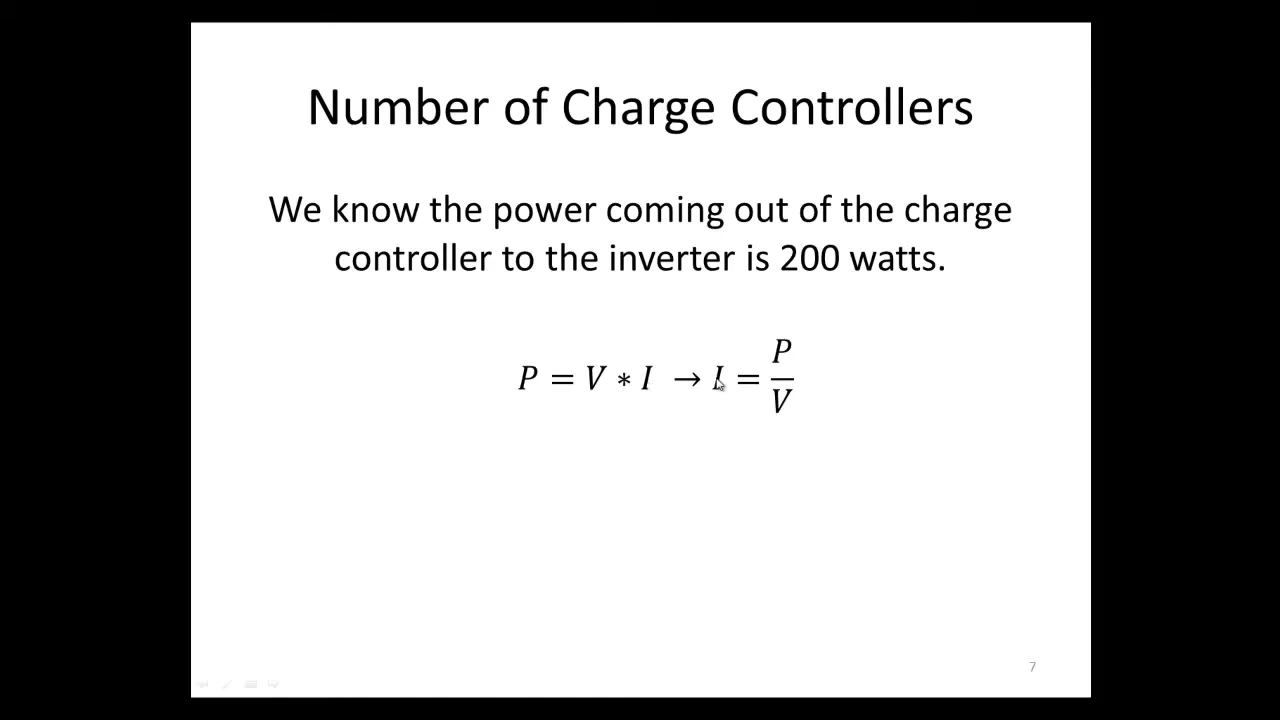 Number of Charge Controllers
We know the power coming out of the charge
controller to the inverter is 200 watts.
P = V ∗ I → I = P/V
7